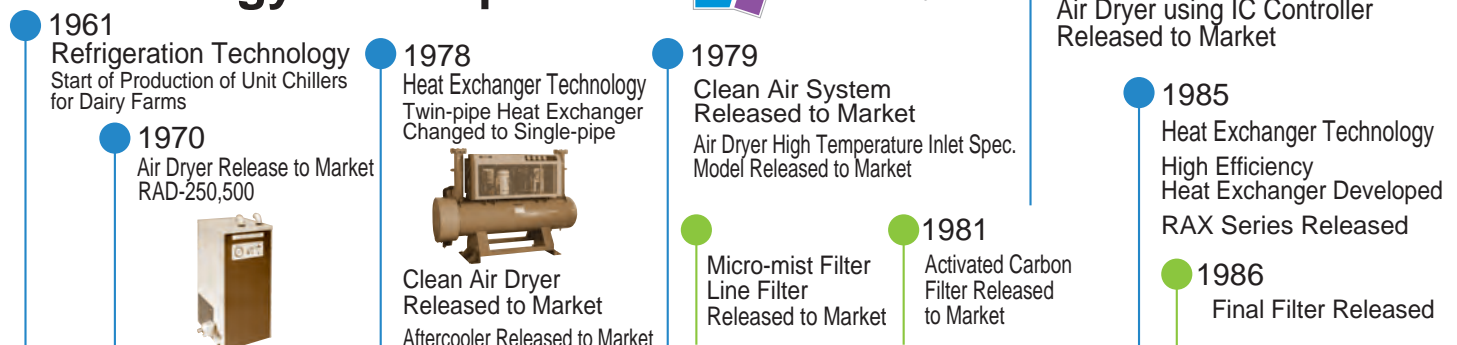 1961
Refrigeration Technology
Start of Production of Unit Chillers
for Dairy Farms
1970
Air Dryer Release to Market
RAD-250,500
1978
Heat Exchanger Technology
Twin-pipe Heat Exchanger
Changed to Single-pipe
Clean Air Dryer
Released to Market
Aftercooler Released to Market
1979
Clean Air System
Released to Market
Air Dryer High Temperature Inlet Spec.
Model Released to Market
Micro-mist Filter
Line Filter
Released to Market
1981
Activated Carbon
Filter Released
to Market
Air Dryer using IC Controller
Released to Market
1985
Heat Exchanger Technology
High Efficiency
Heat Exchanger Developed
RAX Series Released
1986
Final Filter Released